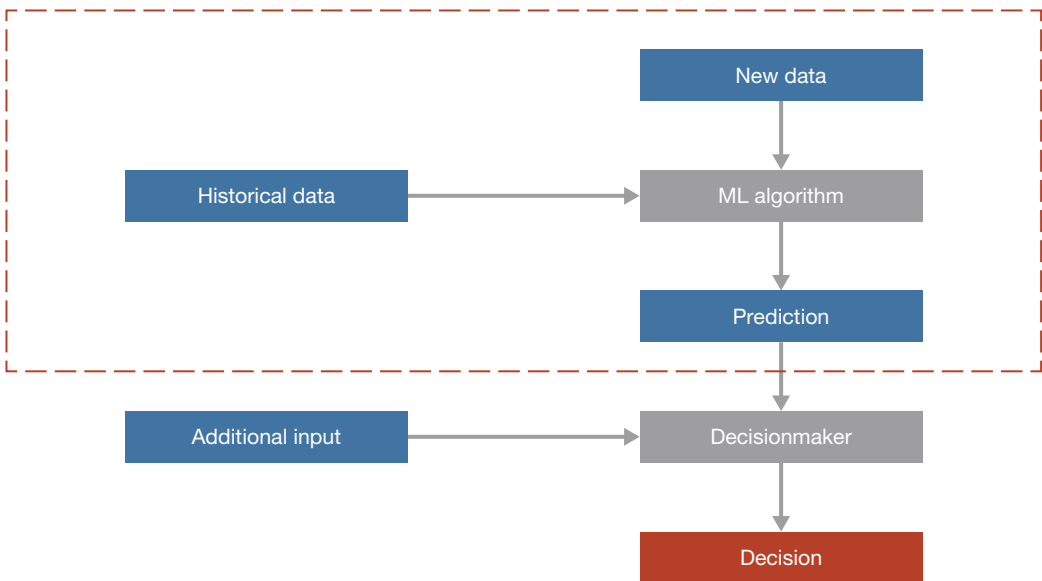 New data
Historical data
ML algorithm
Prediction
Additional input
Decisionmaker
Decision